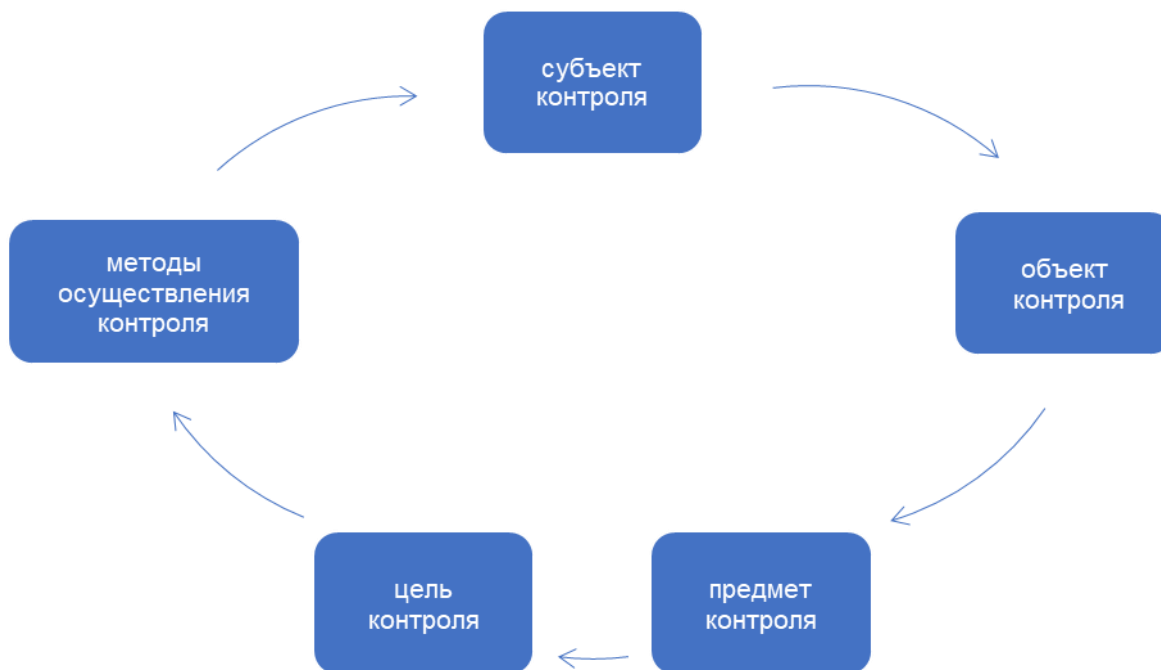 субъект
контроля
объект
контроля
предмет
контроля
цель
контроля
методы
осуществления
контроля